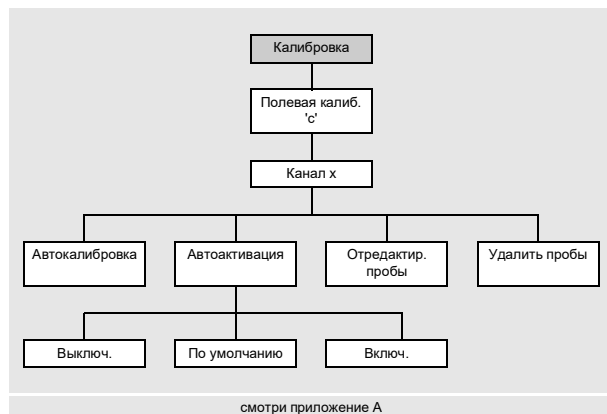 Калибровка
Полевая калиб.
'с'
Канал x
Автокалибровка
Автоактивация
Отредактир.
пробы
Удалить пробы
Выключ.
По умолчанию
Включ.
смотри приложение A